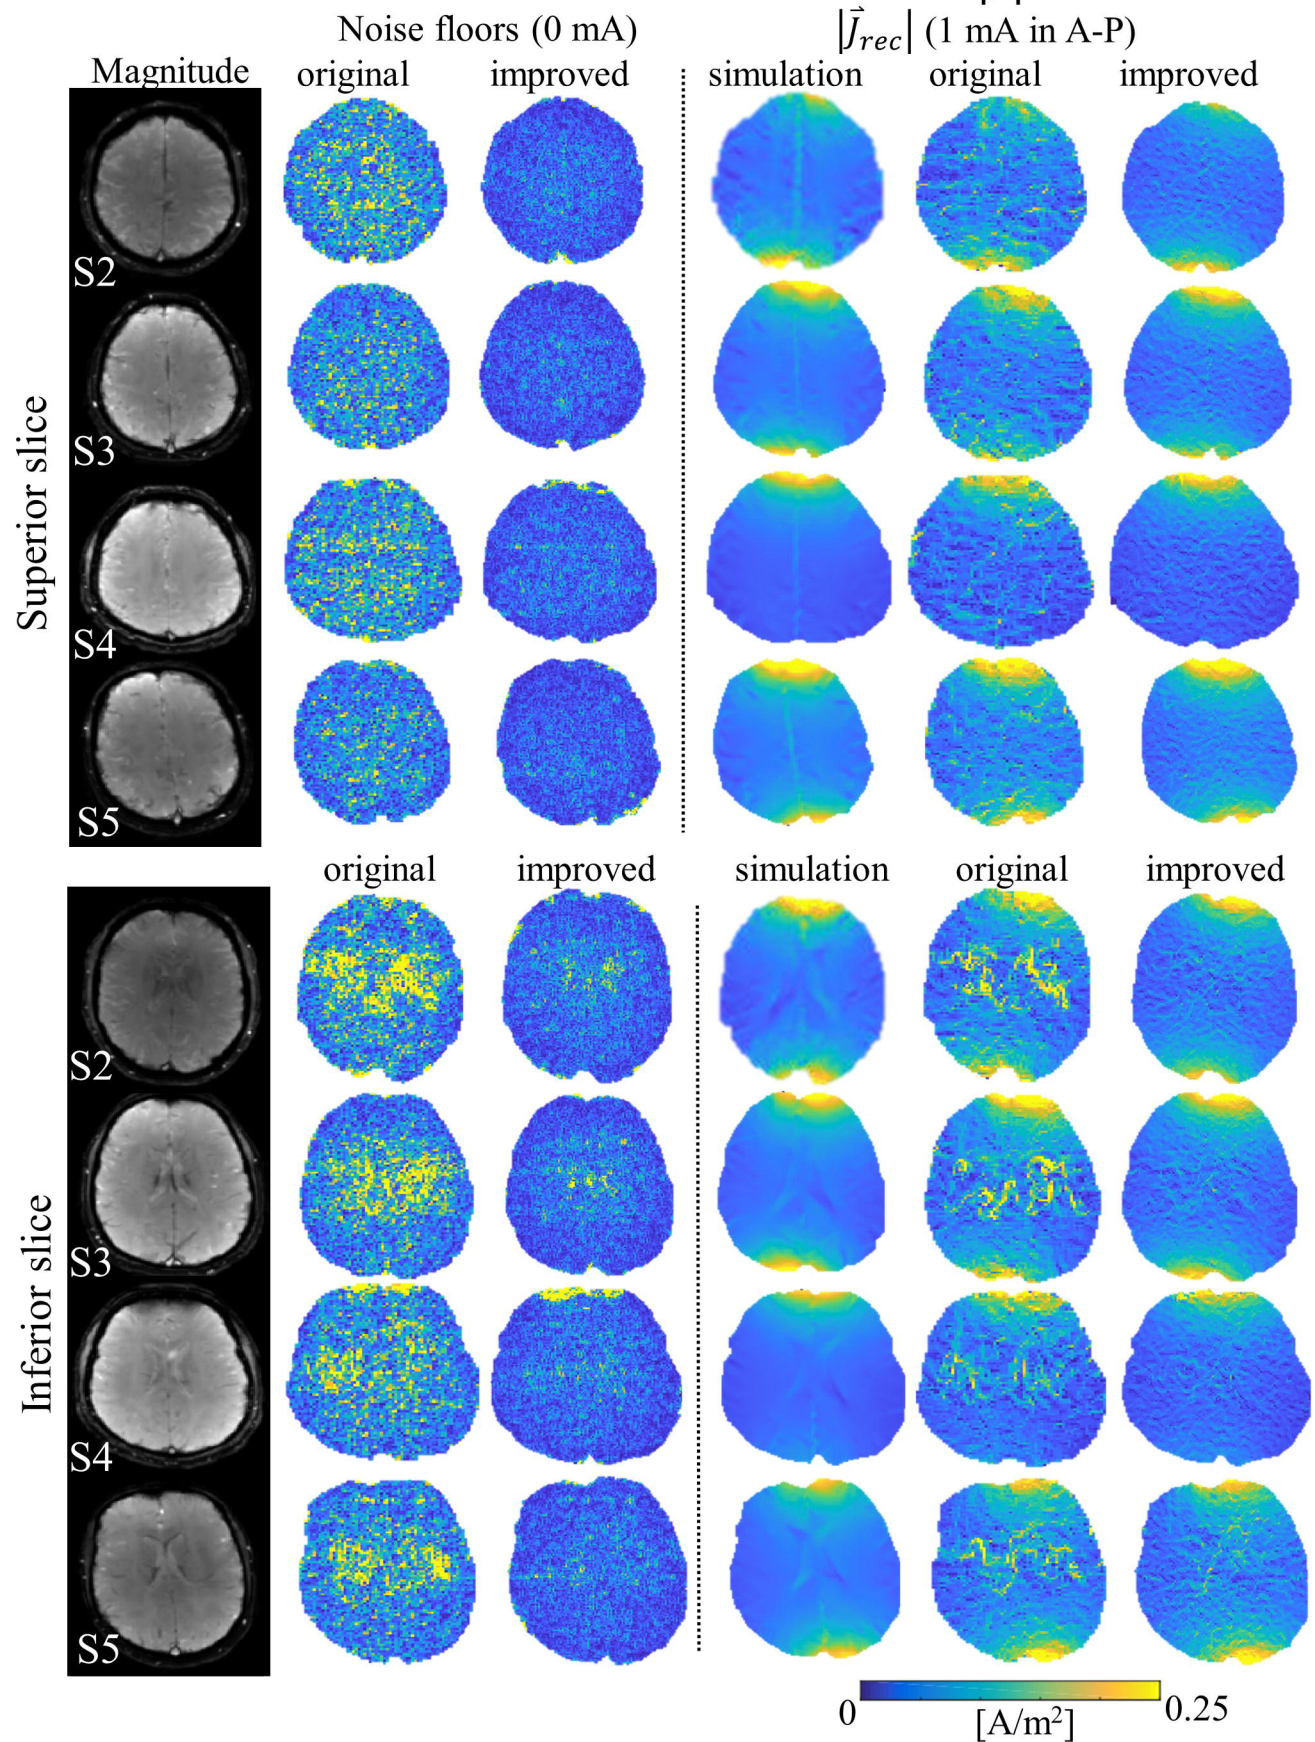 Noise floors (0 mA)
|J⃗rec| (1 mA in A-P)
Magnitude original improved simulation original improved
Superior slice
S2
S3
S4
S5
original improved simulation original improved
Inferior slice
S2
S3
S4
S5
0 0.25
[A/m²]